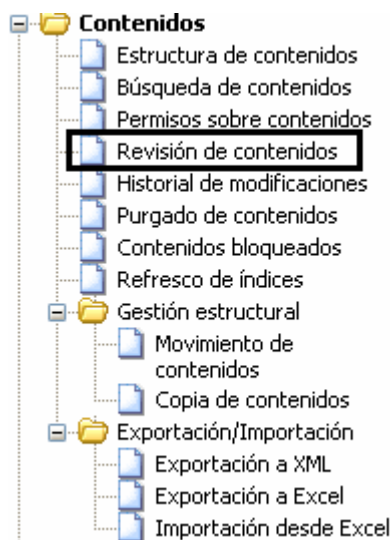 Contenidos
Estructura de contenidos
Búsqueda de contenidos
Permisos sobre contenidos
Revisión de contenidos
Historial de modificaciones
Purgado de contenidos
Contenidos bloqueados
Refresco de índices
Gestión estructural
Movimiento de
contenidos
Copia de contenidos
Exportación/Importación
Exportación a XML
Exportación a Excel
Importación desde Excel